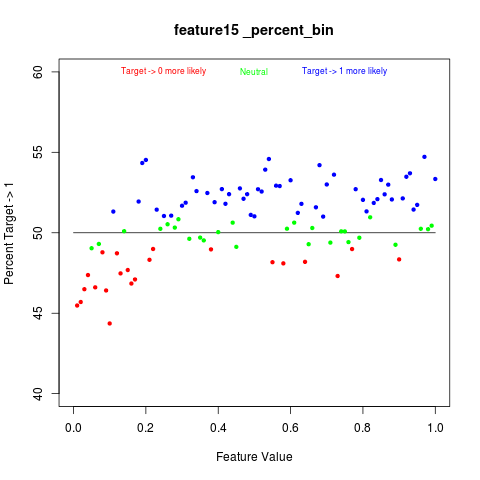 feature15 _percent_bin
Target -> 0 more likely
Neutral
Target -> 1 more likely
Percent Target -> 1
60
55
50
45
40
0.0
0.2
0.4
0.6
0.8
1.0
Feature Value